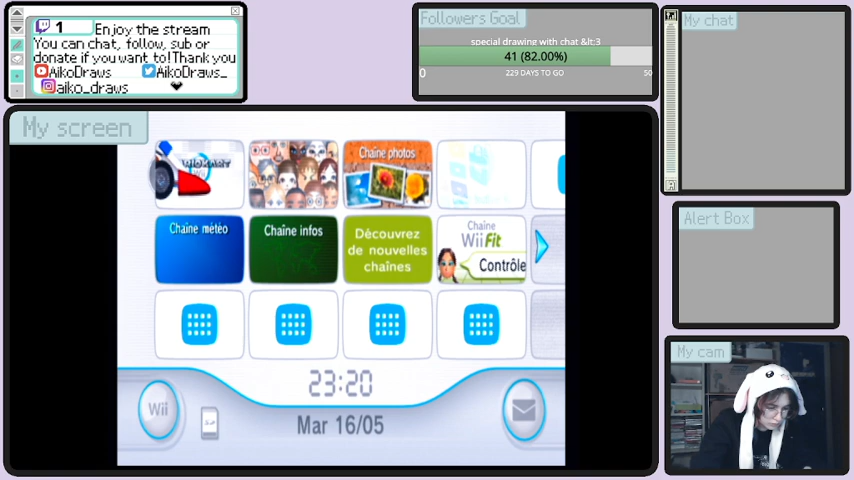 1 Enjoy the stream
You can chat, follow, sub or
donate if you want to! Thank you
AikoDraws AikoDraws_
aiko_draws
Followers Goal
special drawing with chat &lt;3
41 (82.00%)
0 229 DAYS TO GO
My chat
My screen
Chaîne photos
Chaîne météo
Chaîne infos
Découvrez
de nouvelles
chaînes
Chaîne
Wii Fit
Contrôle
23:20
Wii
Mar 16/05
Alert Box
My cam